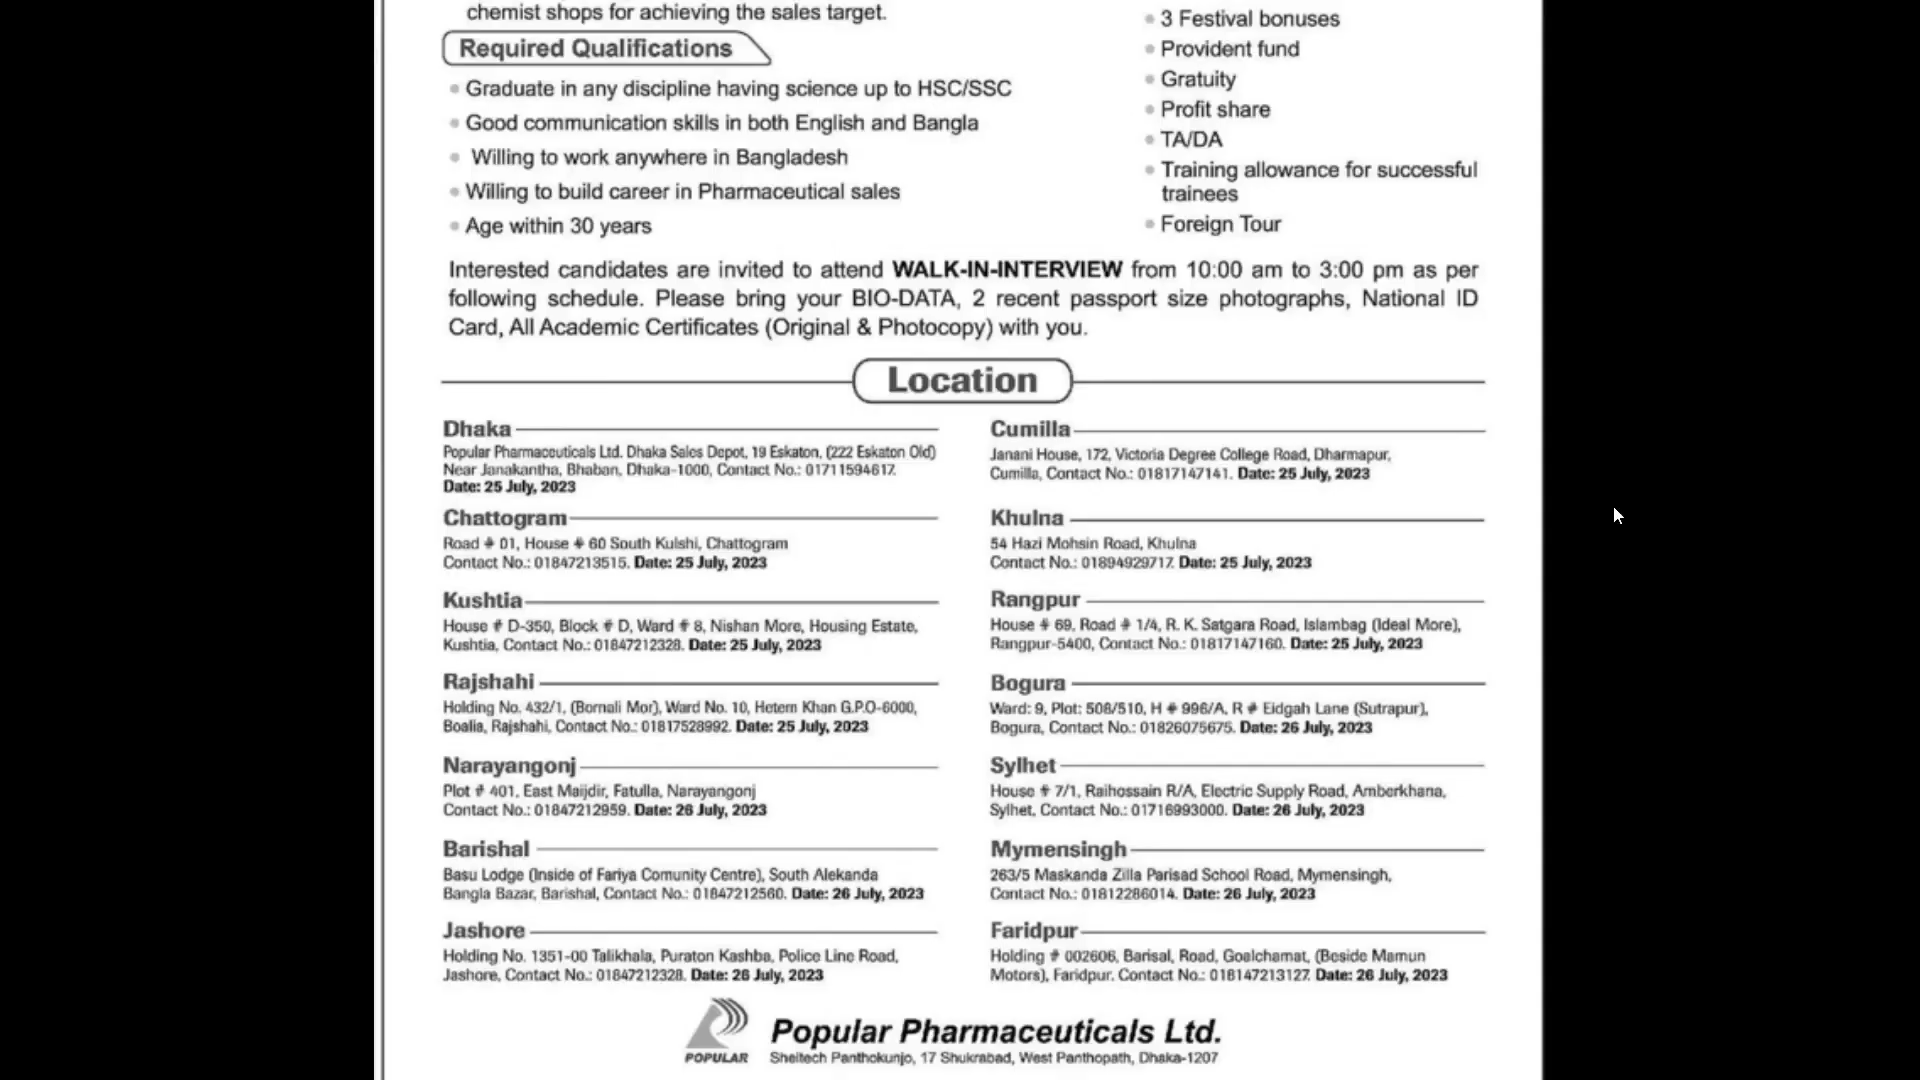 chemist shops for achieving the sales target.
Required Qualifications
Graduate in any discipline having science up to HSC/SSC
Good communication skills in both English and Bangla
Willing to work anywhere in Bangladesh
Willing to build career in Pharmaceutical sales
Age within 30 years
3 Festival bonuses
Provident fund
Gratuity
Profit share
TA/DA
Training allowance for successful
trainees
Foreign Tour
Interested candidates are invited to attend WALK-IN-INTERVIEW from 10:00 am to 3:00 pm as per
following schedule. Please bring your BIO-DATA, 2 recent passport size photographs, National ID
Card, All Academic Certificates (Original & Photocopy) with you.
Location
Dhaka
Popular Pharmaceuticals Ltd. Dhaka Sales Depot, 19 Eskaton, (222 Eskaton Old)
Near Janakantha, Bhaban, Dhaka-1000, Contact No.: 01711594617.
Date: 25 July, 2023
Cumilla
Janani House, 172, Victoria Degree College Road, Dharmapur,
Cumilla, Contact No.: 01817147141. Date: 25 July, 2023
Chattogram
Road # 01, House # 60 South Kulshi, Chattogram
Contact No.: 01847213515. Date: 25 July, 2023
Khulna
54 Hazi Mohsin Road, Khulna
Contact No.: 01894929717. Date: 25 July, 2023
Kushtia
House # D-350, Block # D, Ward # 8, Nishan More, Housing Estate,
Kushtia, Contact No.: 01847212328. Date: 25 July, 2023
Rangpur
House # 69, Road # 1/4, R. K. Satgara Road, Islambag (Ideal More),
Rangpur-5400, Contact No.: 01817147160. Date: 25 July, 2023
Rajshahi
Holding No. 432/1, (Bornali Mor), Ward No. 10, Hetem Khan G.P.O-6000,
Boalia, Rajshahi, Contact No.: 01817528992. Date: 25 July, 2023
Bogura
Ward: 9, Plot: 508/510, H # 996/A, R # Eidgah Lane (Sutrapur),
Bogura, Contact No.: 01826075675. Date: 26 July, 2023
Narayangonj
Plot # 401, East Maijdir, Fatulla, Narayangonj
Contact No.: 01847212959. Date: 26 July, 2023
Sylhet
House # 7/1, Raihossain R/A, Electric Supply Road, Amberkhana,
Sylhet, Contact No.: 01716993000. Date: 26 July, 2023
Barishal
Basu Lodge (Inside of Fariya Comunity Centre), South Alekanda
Bangla Bazar, Barishal, Contact No.: 01847212560. Date: 26 July, 2023
Mymensingh
263/5 Maskanda Zilla Parisad School Road, Mymensingh,
Contact No.: 01812286014. Date: 26 July, 2023
Jashore
Holding No. 1351-00 Talikhala, Puraton Kashba, Police Line Road,
Jashore, Contact No.: 01847212328. Date: 26 July, 2023
Faridpur
Holding # 002606, Barisal, Road, Goalchamat, (Beside Mamun
Motors), Faridpur. Contact No.: 018147213127. Date: 26 July, 2023
POPULAR
Popular Pharmaceuticals Ltd.
Sheltech Panthokunjo, 17 Shukrabad, West Panthopath, Dhaka-1207